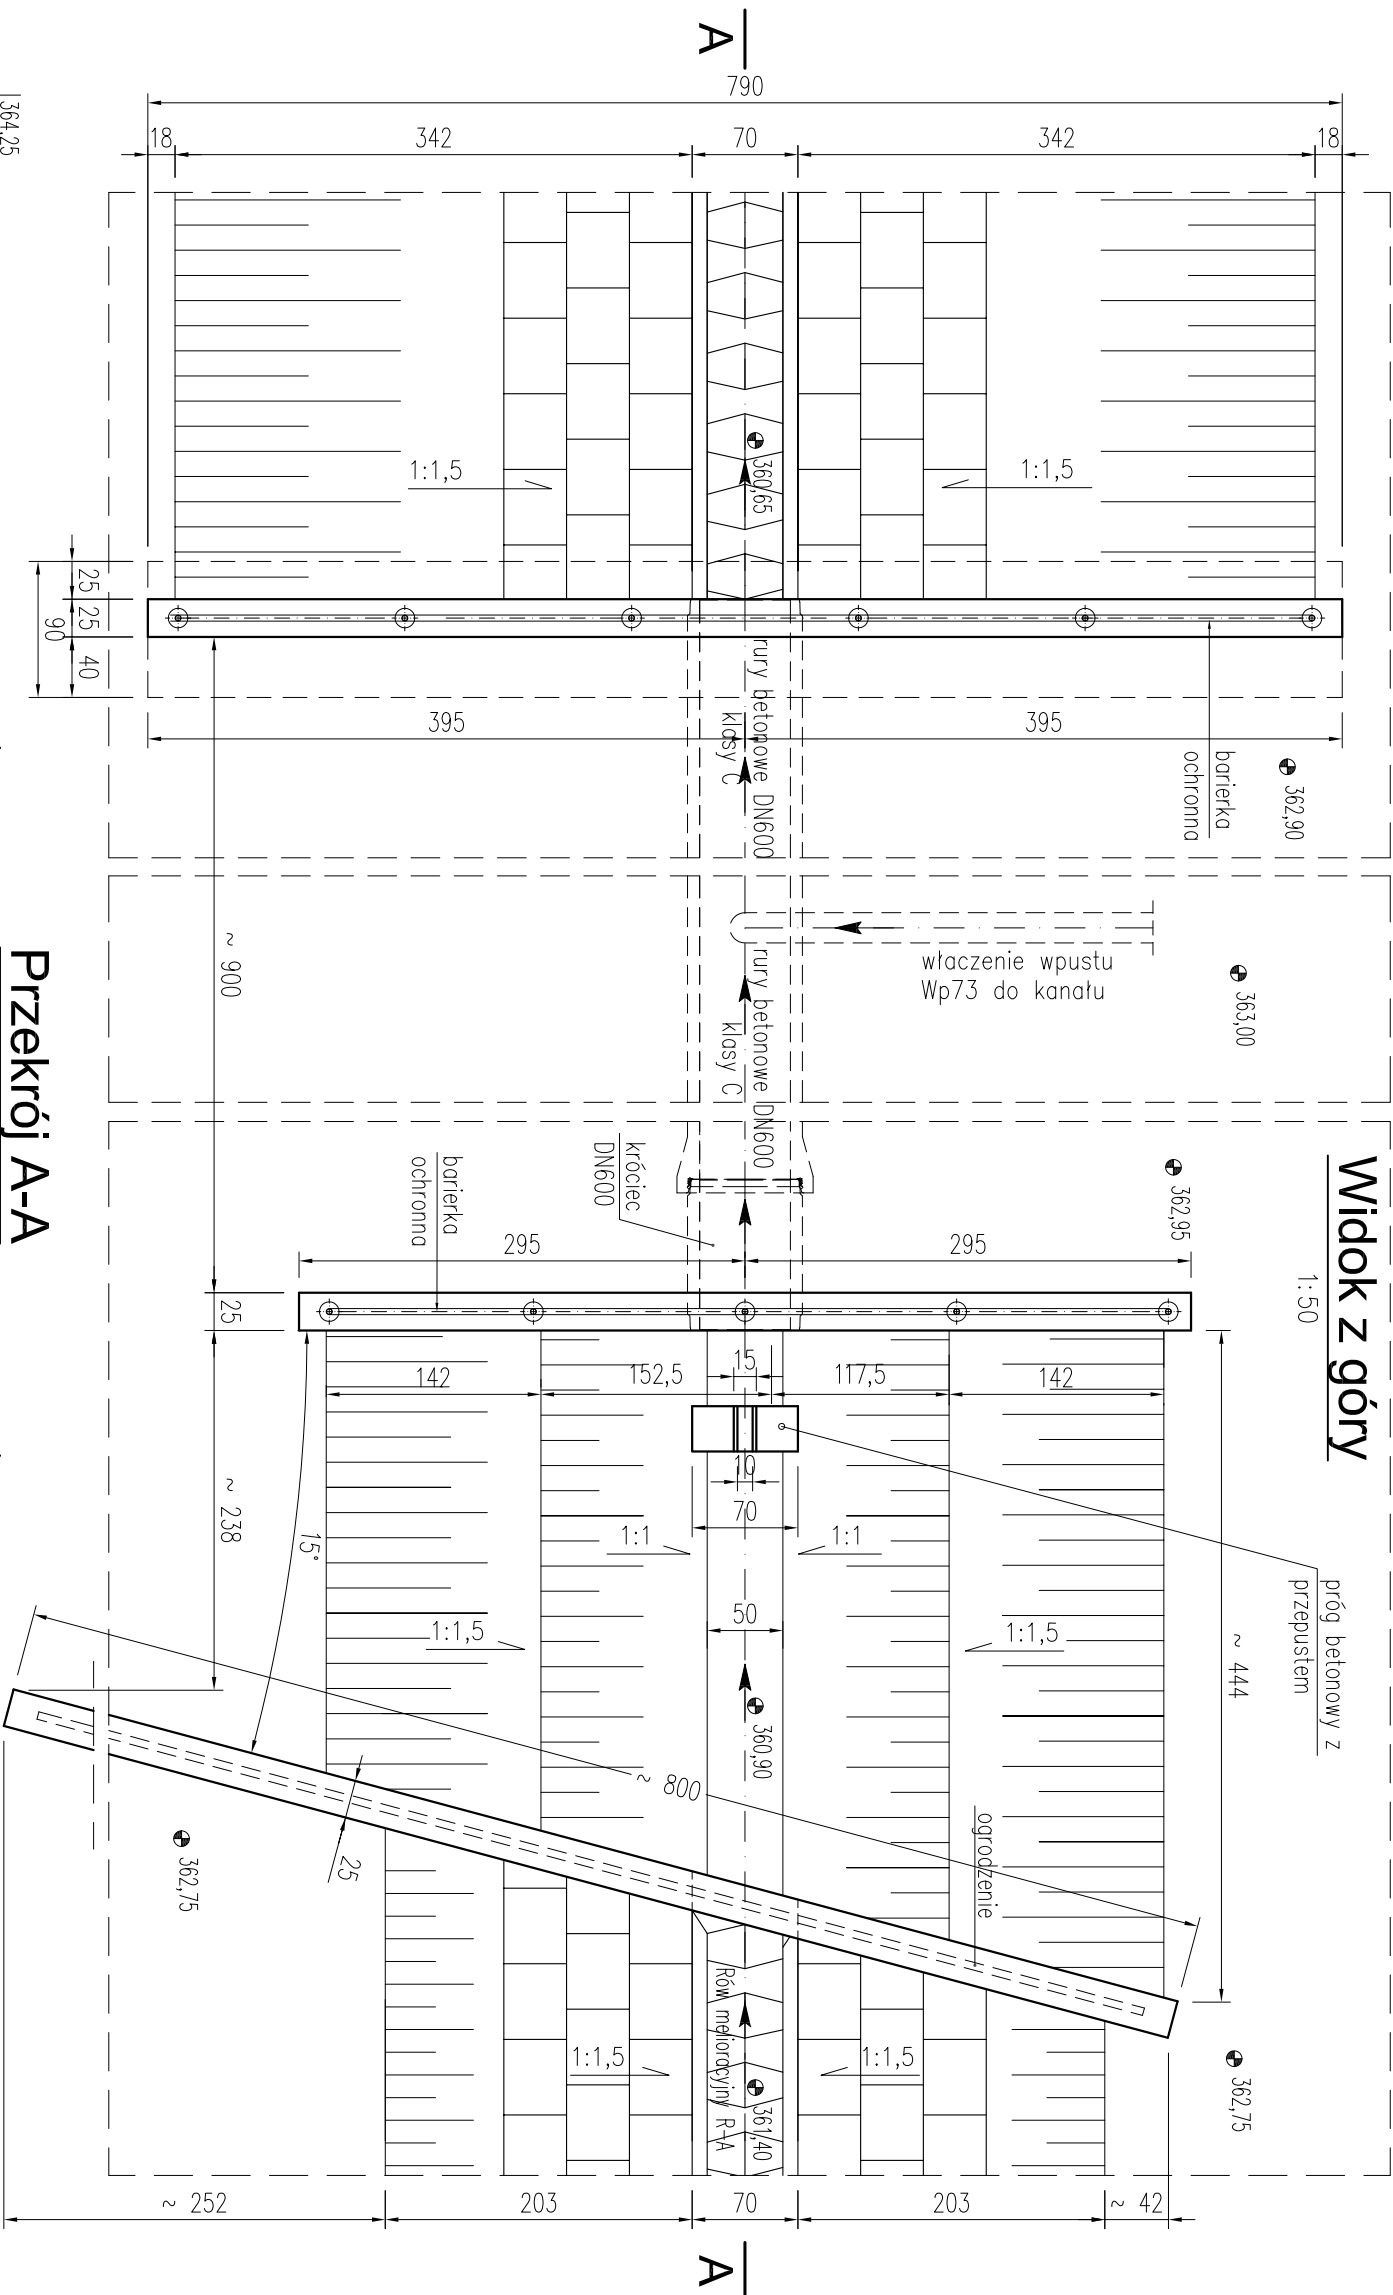 A
790
18
342
70
342
18
364,25
1:1,5
360,65
1:1,5
25
25
40
90
rury betonowe DN600
klasy C
395
395
barierka
ochronna
362,90
~ 900
włączenie wpustu
Wp73 do kanału
363,00
rury betonowe DN600
klasy C
Przekrój A-A
Widok z góry
1:50
króciec
DN600
barierka
ochronna
362,95
295
295
25
142
152,5
15
117,5
142
10
70
~ 238
15°
1:1
1:1
50
1:1,5
1:1,5
próg betonowy z
przepustem
~ 444
360,90
~ 800
25
362,75
ogrodzenie
Rów melioracyjny R-A
361,40
1:1,5
1:1,5
362,75
~ 252
203
70
203
~ 42
A